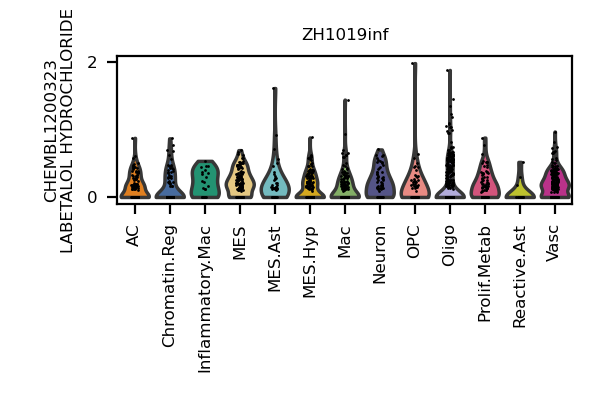 ZH1019inf
CHEMBL1200323
LABETALOL HYDROCHLORIDE
2
0
AC
Chromatin.Reg
Inflammatory.Mac
MES
MES.Ast
MES.Hyp
Mac
Neuron
OPC
Oligo
Prolif.Metab
Reactive.Ast
Vasc